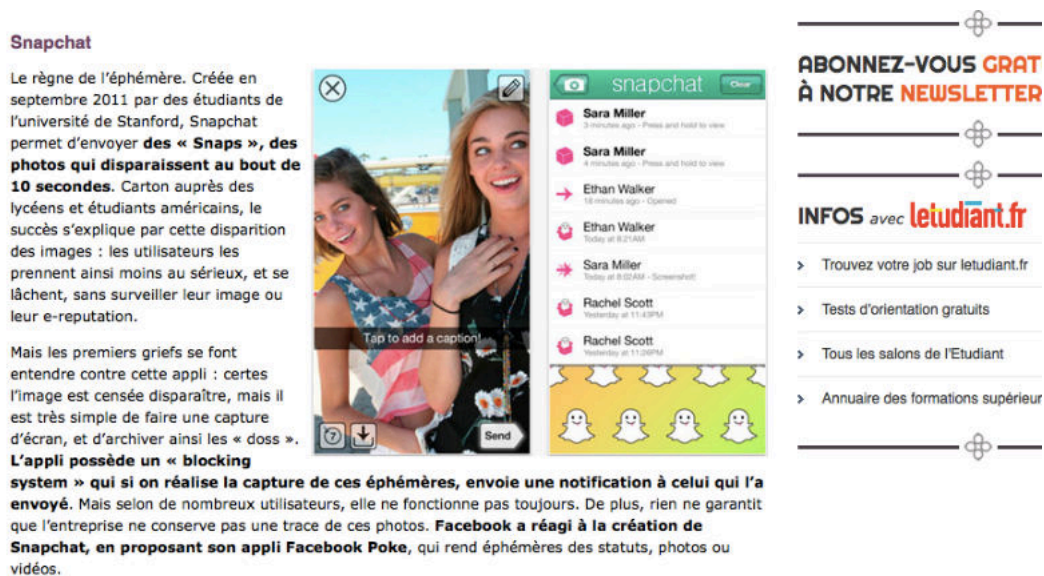 Snapchat
Le règne de l'éphémère. Créée en
septembre 2011 par des étudiants de
l'université de Stanford, Snapchat
permet d'envoyer des « Snaps », des
photos qui disparaissent au bout de
10 secondes. Carton auprès des
lycéens et étudiants américains, le
succès s'explique par cette disparition
des images : les utilisateurs les
prennent ainsi moins au sérieux, et se
lâchent, sans surveiller leur image ou
leur e-reputation.
Mais les premiers griefs se font
entendre contre cette appli : certes
l'image est censée disparaître, mais il
est très simple de faire une capture
d'écran, et d'archiver ainsi les « doss ».
L'appli possède un « blocking
system » qui si on réalise la capture de ces éphémères, envoie une notification à celui qui l'a
envoyé. Mais selon de nombreux utilisateurs, elle ne fonctionne pas toujours. De plus, rien ne garantit
que l'entreprise ne conserve pas une trace de ces photos. Facebook a réagi à la création de
Snapchat, en proposant son appli Facebook Poke, qui rend éphémères des statuts, photos ou
vidéos.
Tap to add a caption!
7
Send
snapchat
Clear
Sara Miller
3 minutes ago - Press and hold to view
Sara Miller
4 minutes ago - Press and hold to view
Ethan Walker
18 minutes ago - Opened
Ethan Walker
Today at 8:21AM
Sara Miller
Today at 8:02AM - Screenshot!
Rachel Scott
Yesterday at 11:43PM
Rachel Scott
Yesterday at 11:26PM
ABONNEZ-VOUS GRAT
À NOTRE NEWSLETTER
INFOS avec letudiant.fr
Trouvez votre job sur letudiant.fr
Tests d'orientation gratuits
Tous les salons de l'Etudiant
Annuaire des formations supérieur